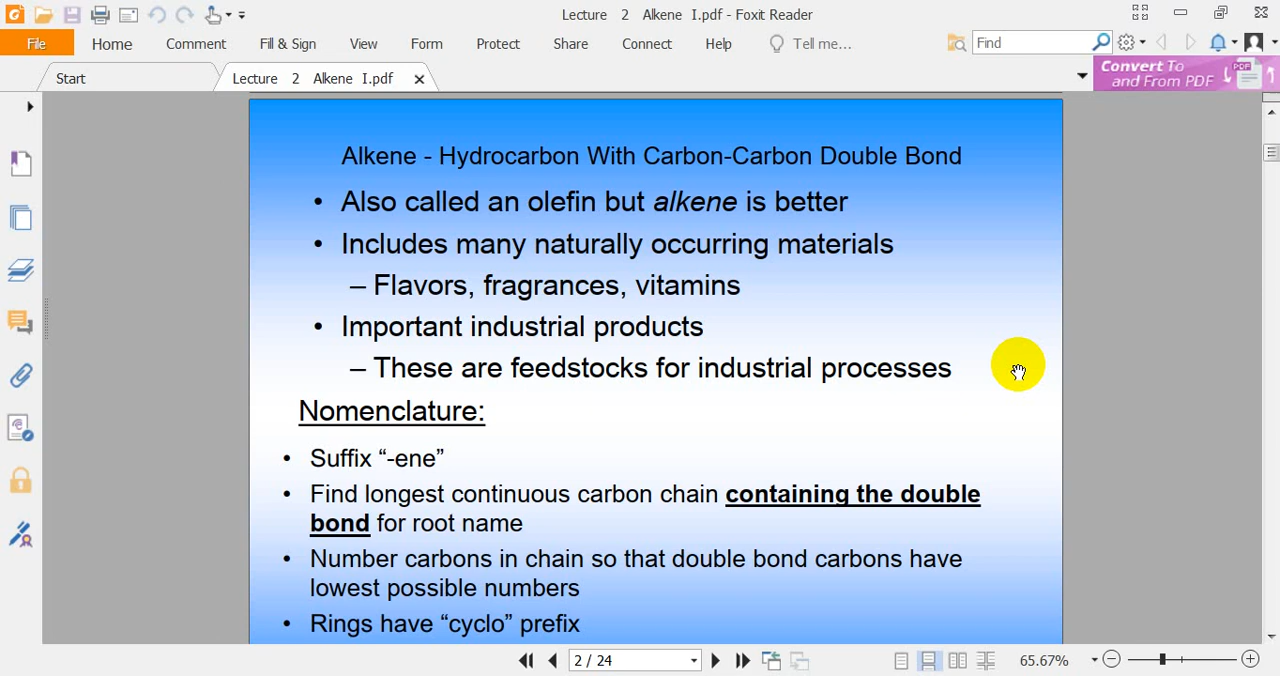 Lecture 2 Alkene I.pdf - Foxit Reader
File Home Comment Fill & Sign View Form Protect Share Connect Help Tell me... Find
Start Lecture 2 Alkene I.pdf
Convert To
and From PDF
PDF
Alkene - Hydrocarbon With Carbon-Carbon Double Bond
• Also called an olefin but alkene is better
• Includes many naturally occurring materials
– Flavors, fragrances, vitamins
• Important industrial products
– These are feedstocks for industrial processes
Nomenclature:
• Suffix “-ene”
• Find longest continuous carbon chain containing the double
bond for root name
• Number carbons in chain so that double bond carbons have
lowest possible numbers
• Rings have “cyclo” prefix
2 / 24 65.67%